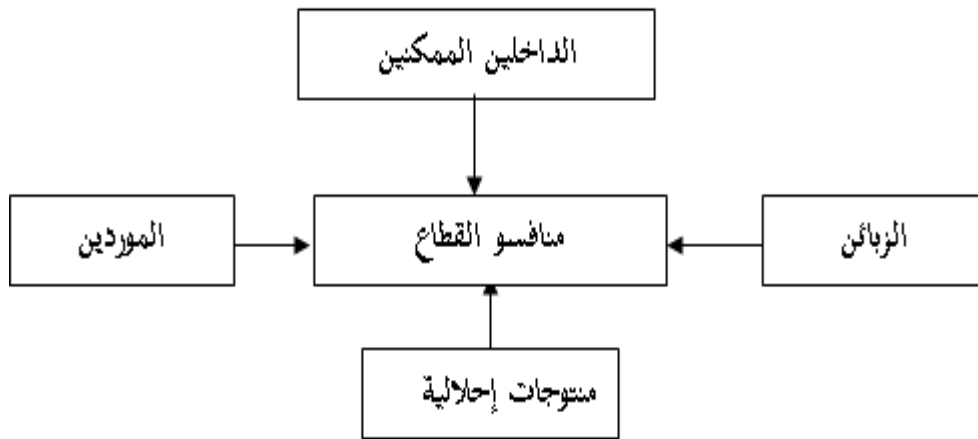 الداخلين الممكنين
الزبائن
منافسو القطاع
الموردين
منتوجات إحلالية